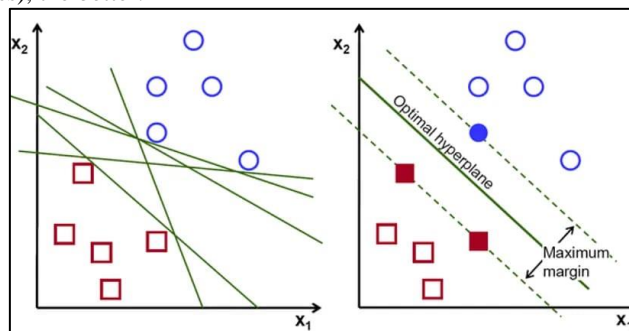 x₂
x₁
x₂
Optimal hyperplane
Maximum
margin